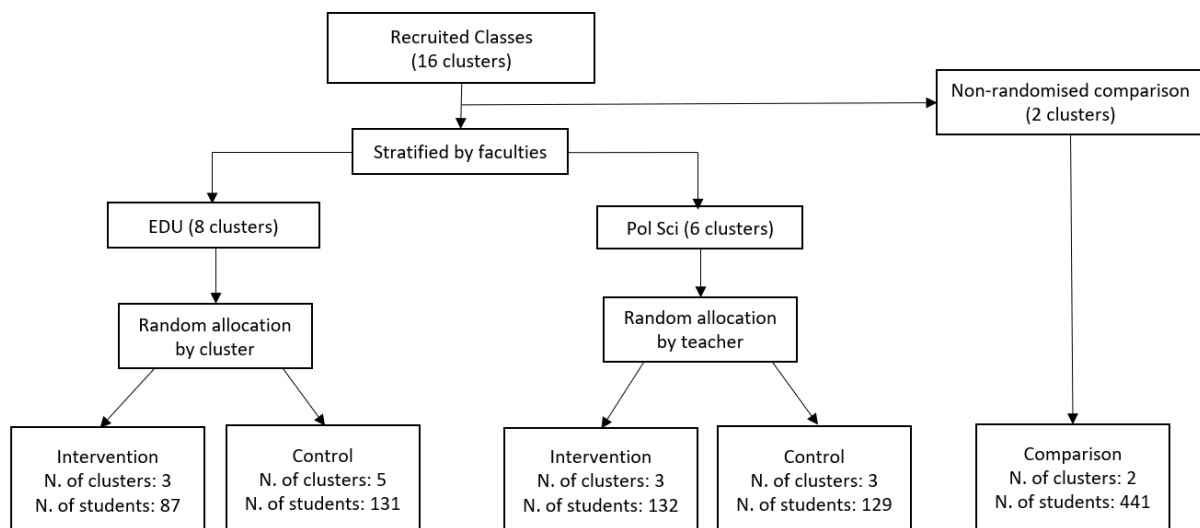 Recruited Classes
(16 clusters)
Non-randomised comparison
(2 clusters)
Stratified by faculties
EDU (8 clusters)
Pol Sci (6 clusters)
Random allocation
by cluster
Random allocation
by teacher
Intervention
N. of clusters: 3
N. of students: 87
Control
N. of clusters: 5
N. of students: 131
Intervention
N. of clusters: 3
N. of students: 132
Control
N. of clusters: 3
N. of students: 129
Comparison
N. of clusters: 2
N. of students: 441